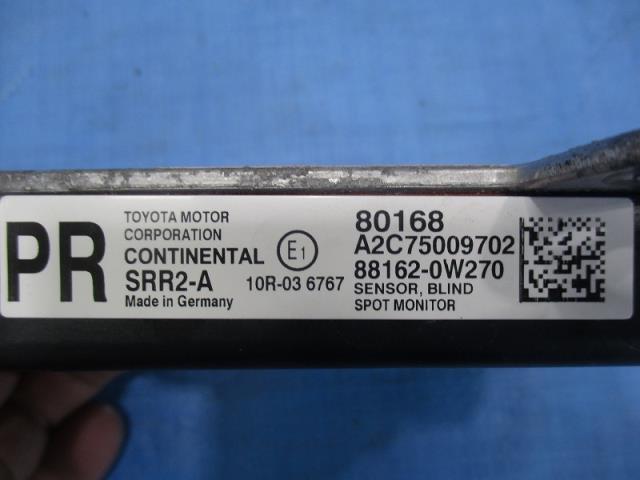 PR
TOYOTA MOTOR
CORPORATION
CONTINENTAL
SRR2-A
Made in Germany
E1
10R-03 6767
80168
A2C75009702
88162-0W270
SENSOR, BLIND
SPOT MONITOR